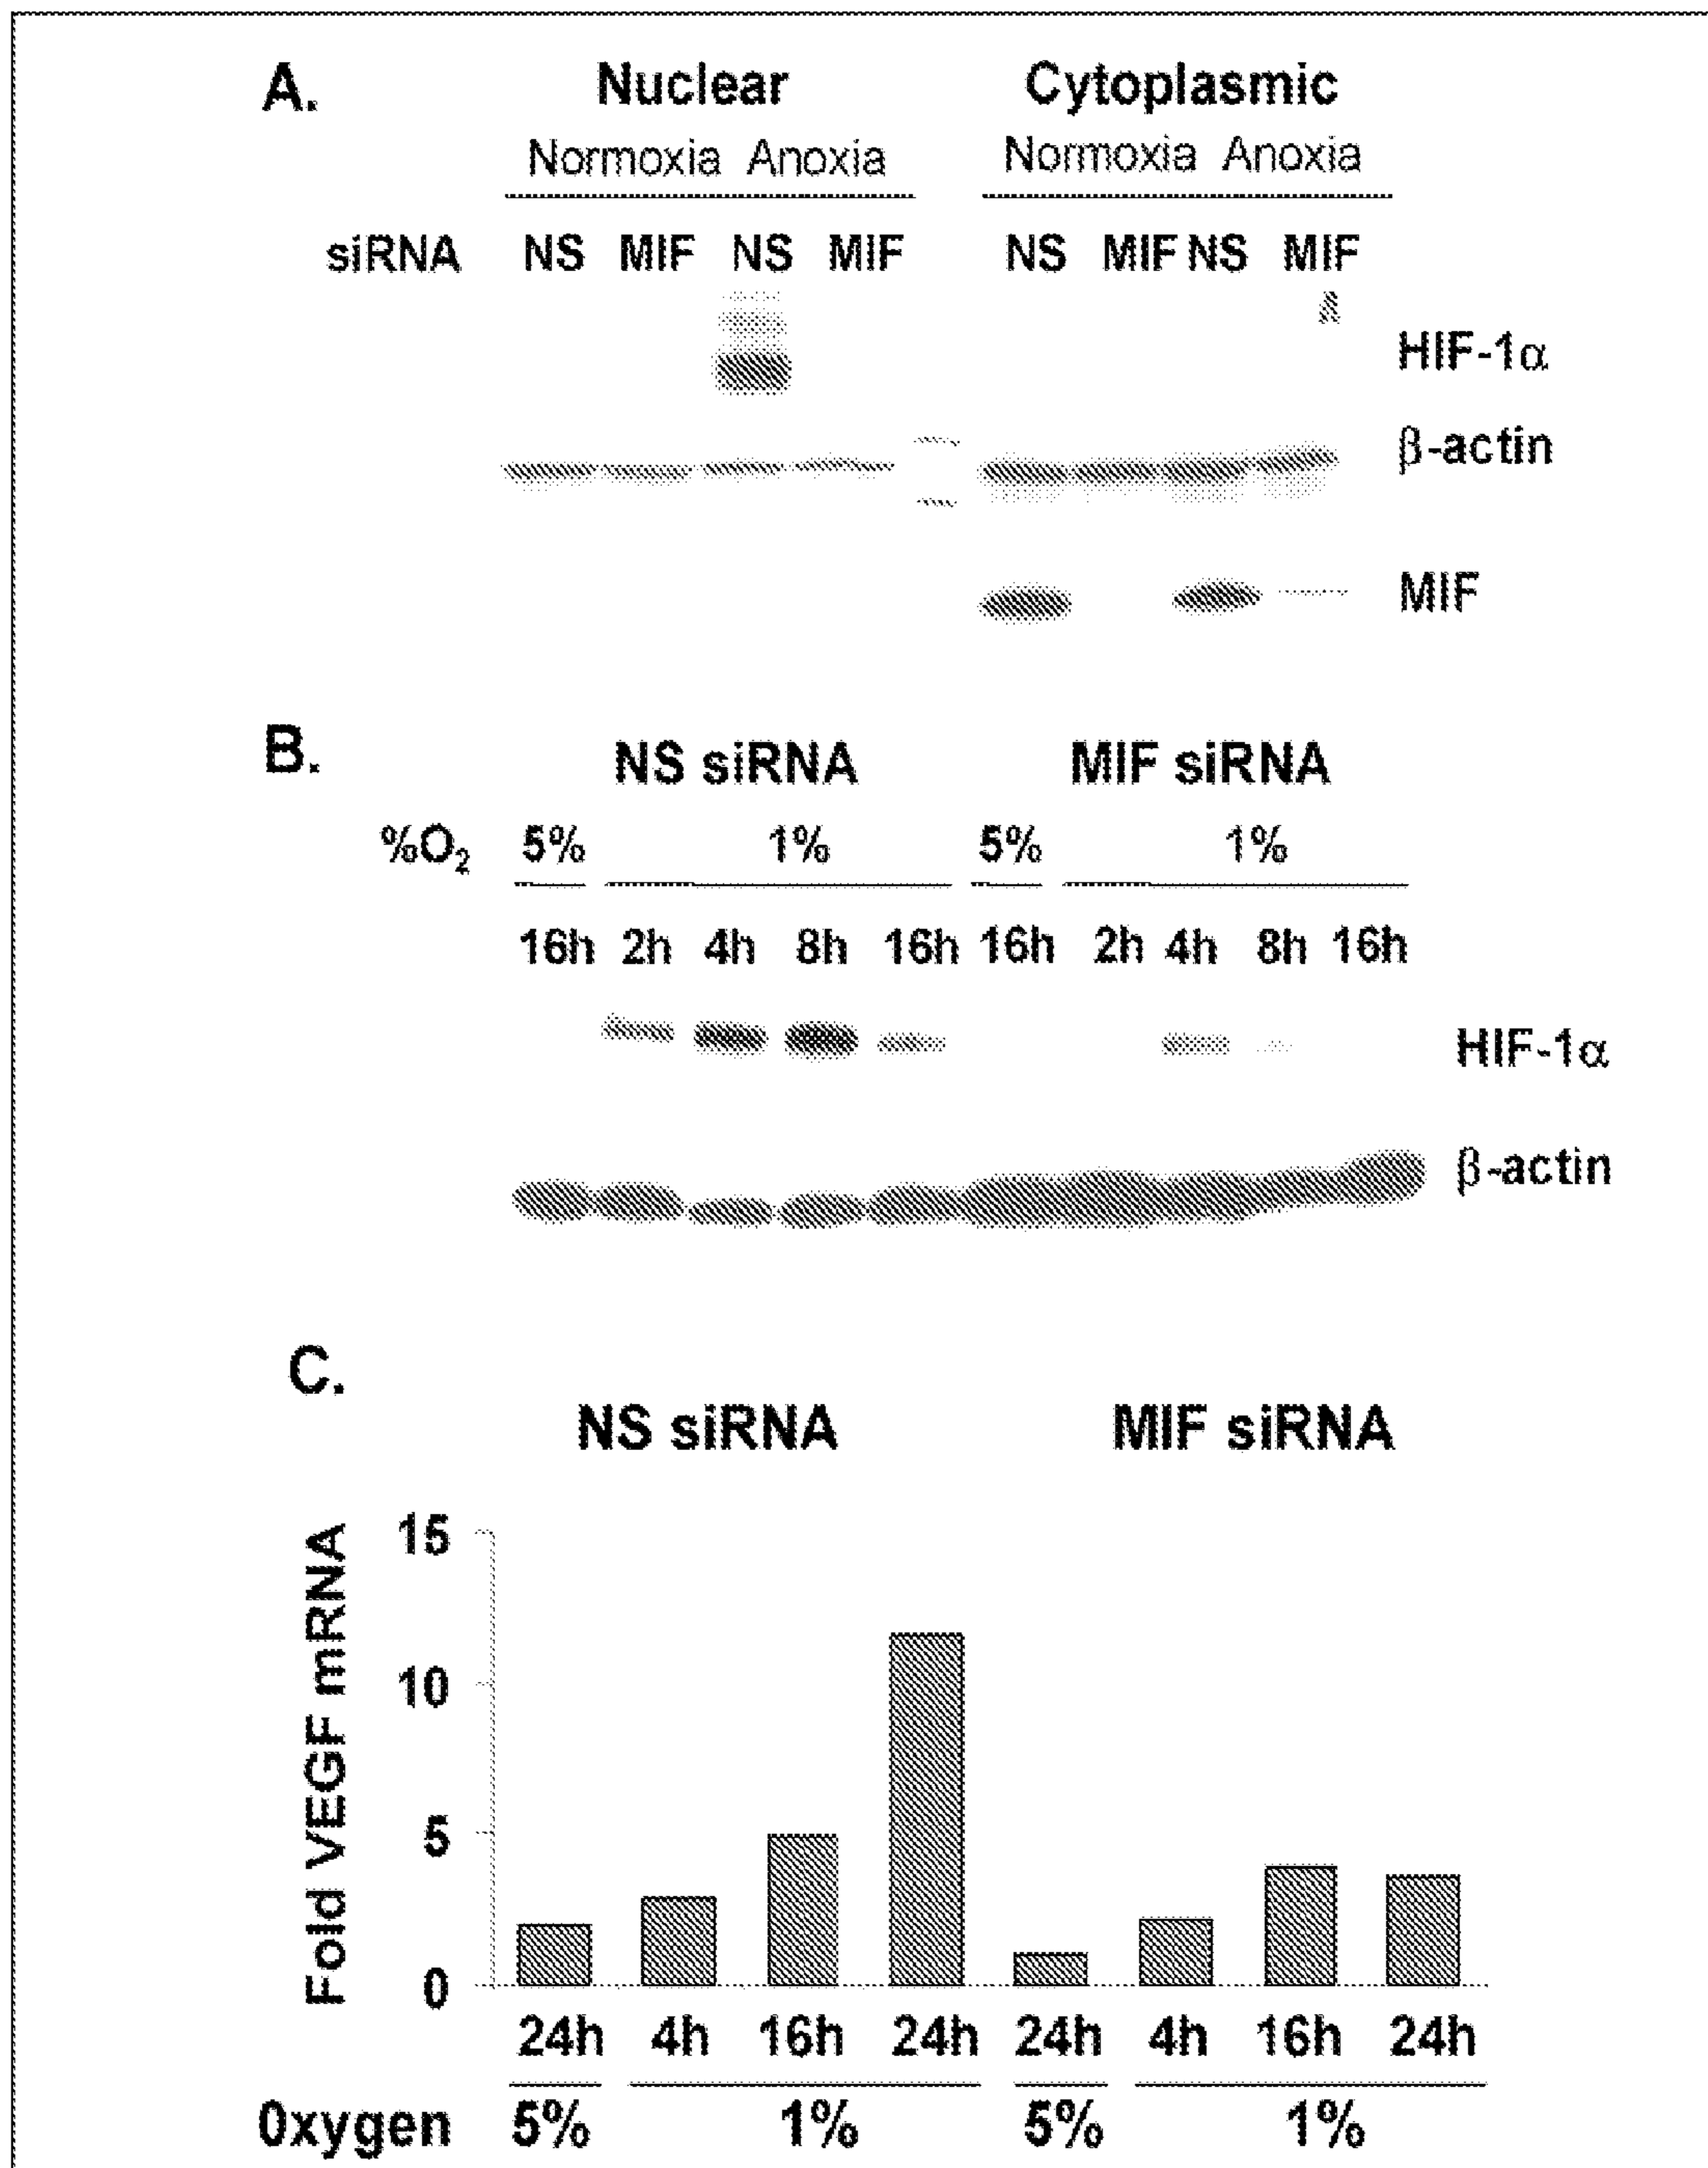 A. Nuclear Cytoplasmic
Normoxia Anoxia Normoxia Anoxia
siRNA NS MIF NS MIF NS MIF NS MIF
HIF-1α
β-actin
MIF
B. NS siRNA MIF siRNA
%O₂ 5% 1% 5% 1%
16h 2h 4h 8h 16h 16h 2h 4h 8h 16h
HIF-1α
β-actin
C.
NS siRNA MIF siRNA
Fold VEGF mRNA
15
10
5
0
24h 4h 16h 24h 24h 4h 16h 24h
Oxygen 5% 1% 5% 1%